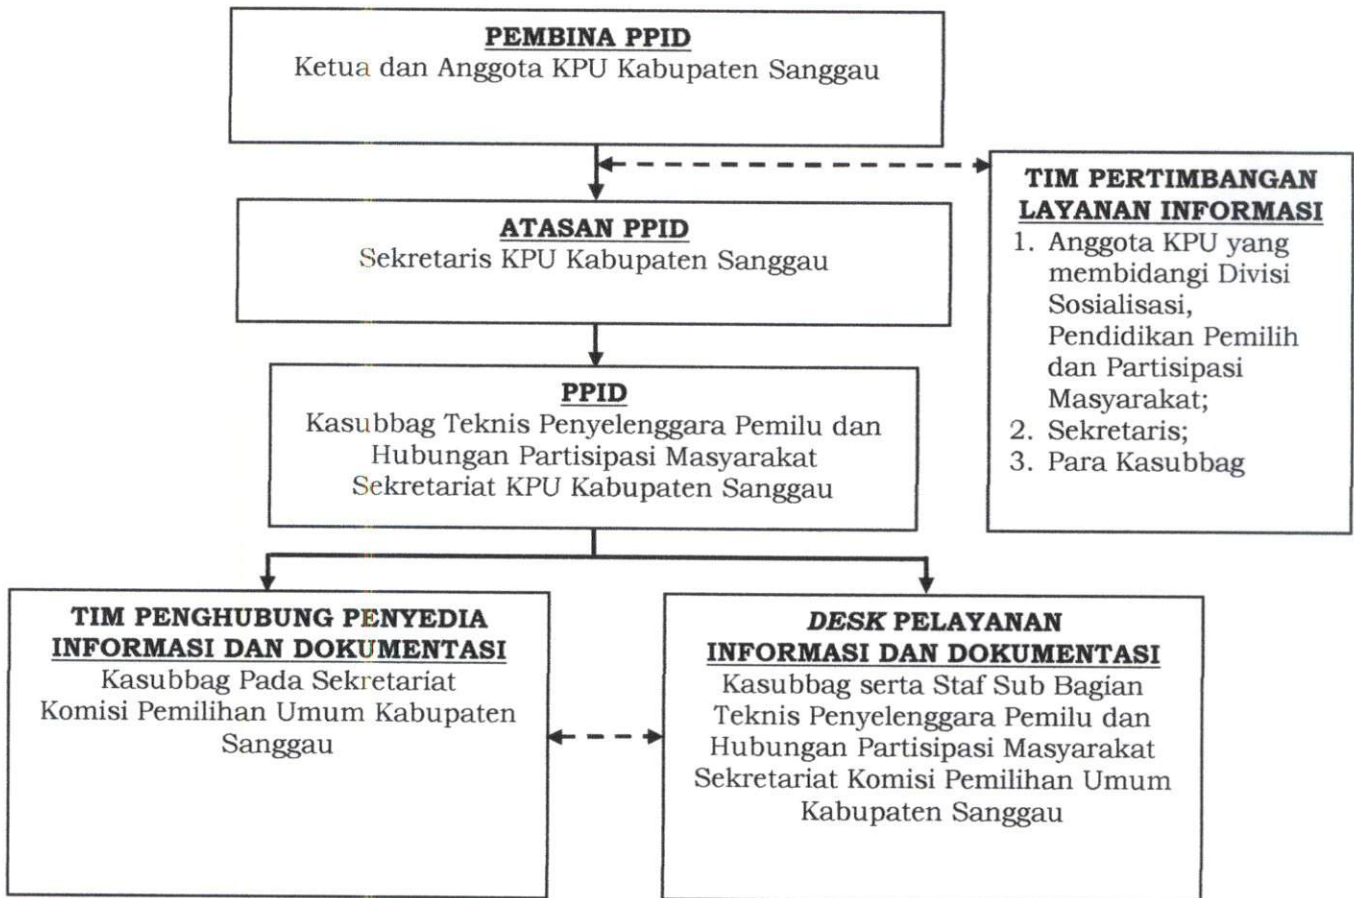 PEMBINA PPID
Ketua dan Anggota KPU Kabupaten Sanggau
TIM PERTIMBANGAN
LAYANAN INFORMASI
1. Anggota KPU yang
membidangi Divisi
Sosialisasi,
Pendidikan Pemilih
dan Partisipasi
Masyarakat;
2. Sekretaris;
3. Para Kasubbag
ATASAN PPID
Sekretaris KPU Kabupaten Sanggau
PPID
Kasubbag Teknis Penyelenggara Pemilu dan
Hubungan Partisipasi Masyarakat
Sekretariat KPU Kabupaten Sanggau
TIM PENGHUBUNG PENYEDIA
INFORMASI DAN DOKUMENTASI
Kasubbag Pada Sekretariat
Komisi Pemilihan Umum Kabupaten
Sanggau
DESK PELAYANAN
INFORMASI DAN DOKUMENTASI
Kasubbag serta Staf Sub Bagian
Teknis Penyelenggara Pemilu dan
Hubungan Partisipasi Masyarakat
Sekretariat Komisi Pemilihan Umum
Kabupaten Sanggau